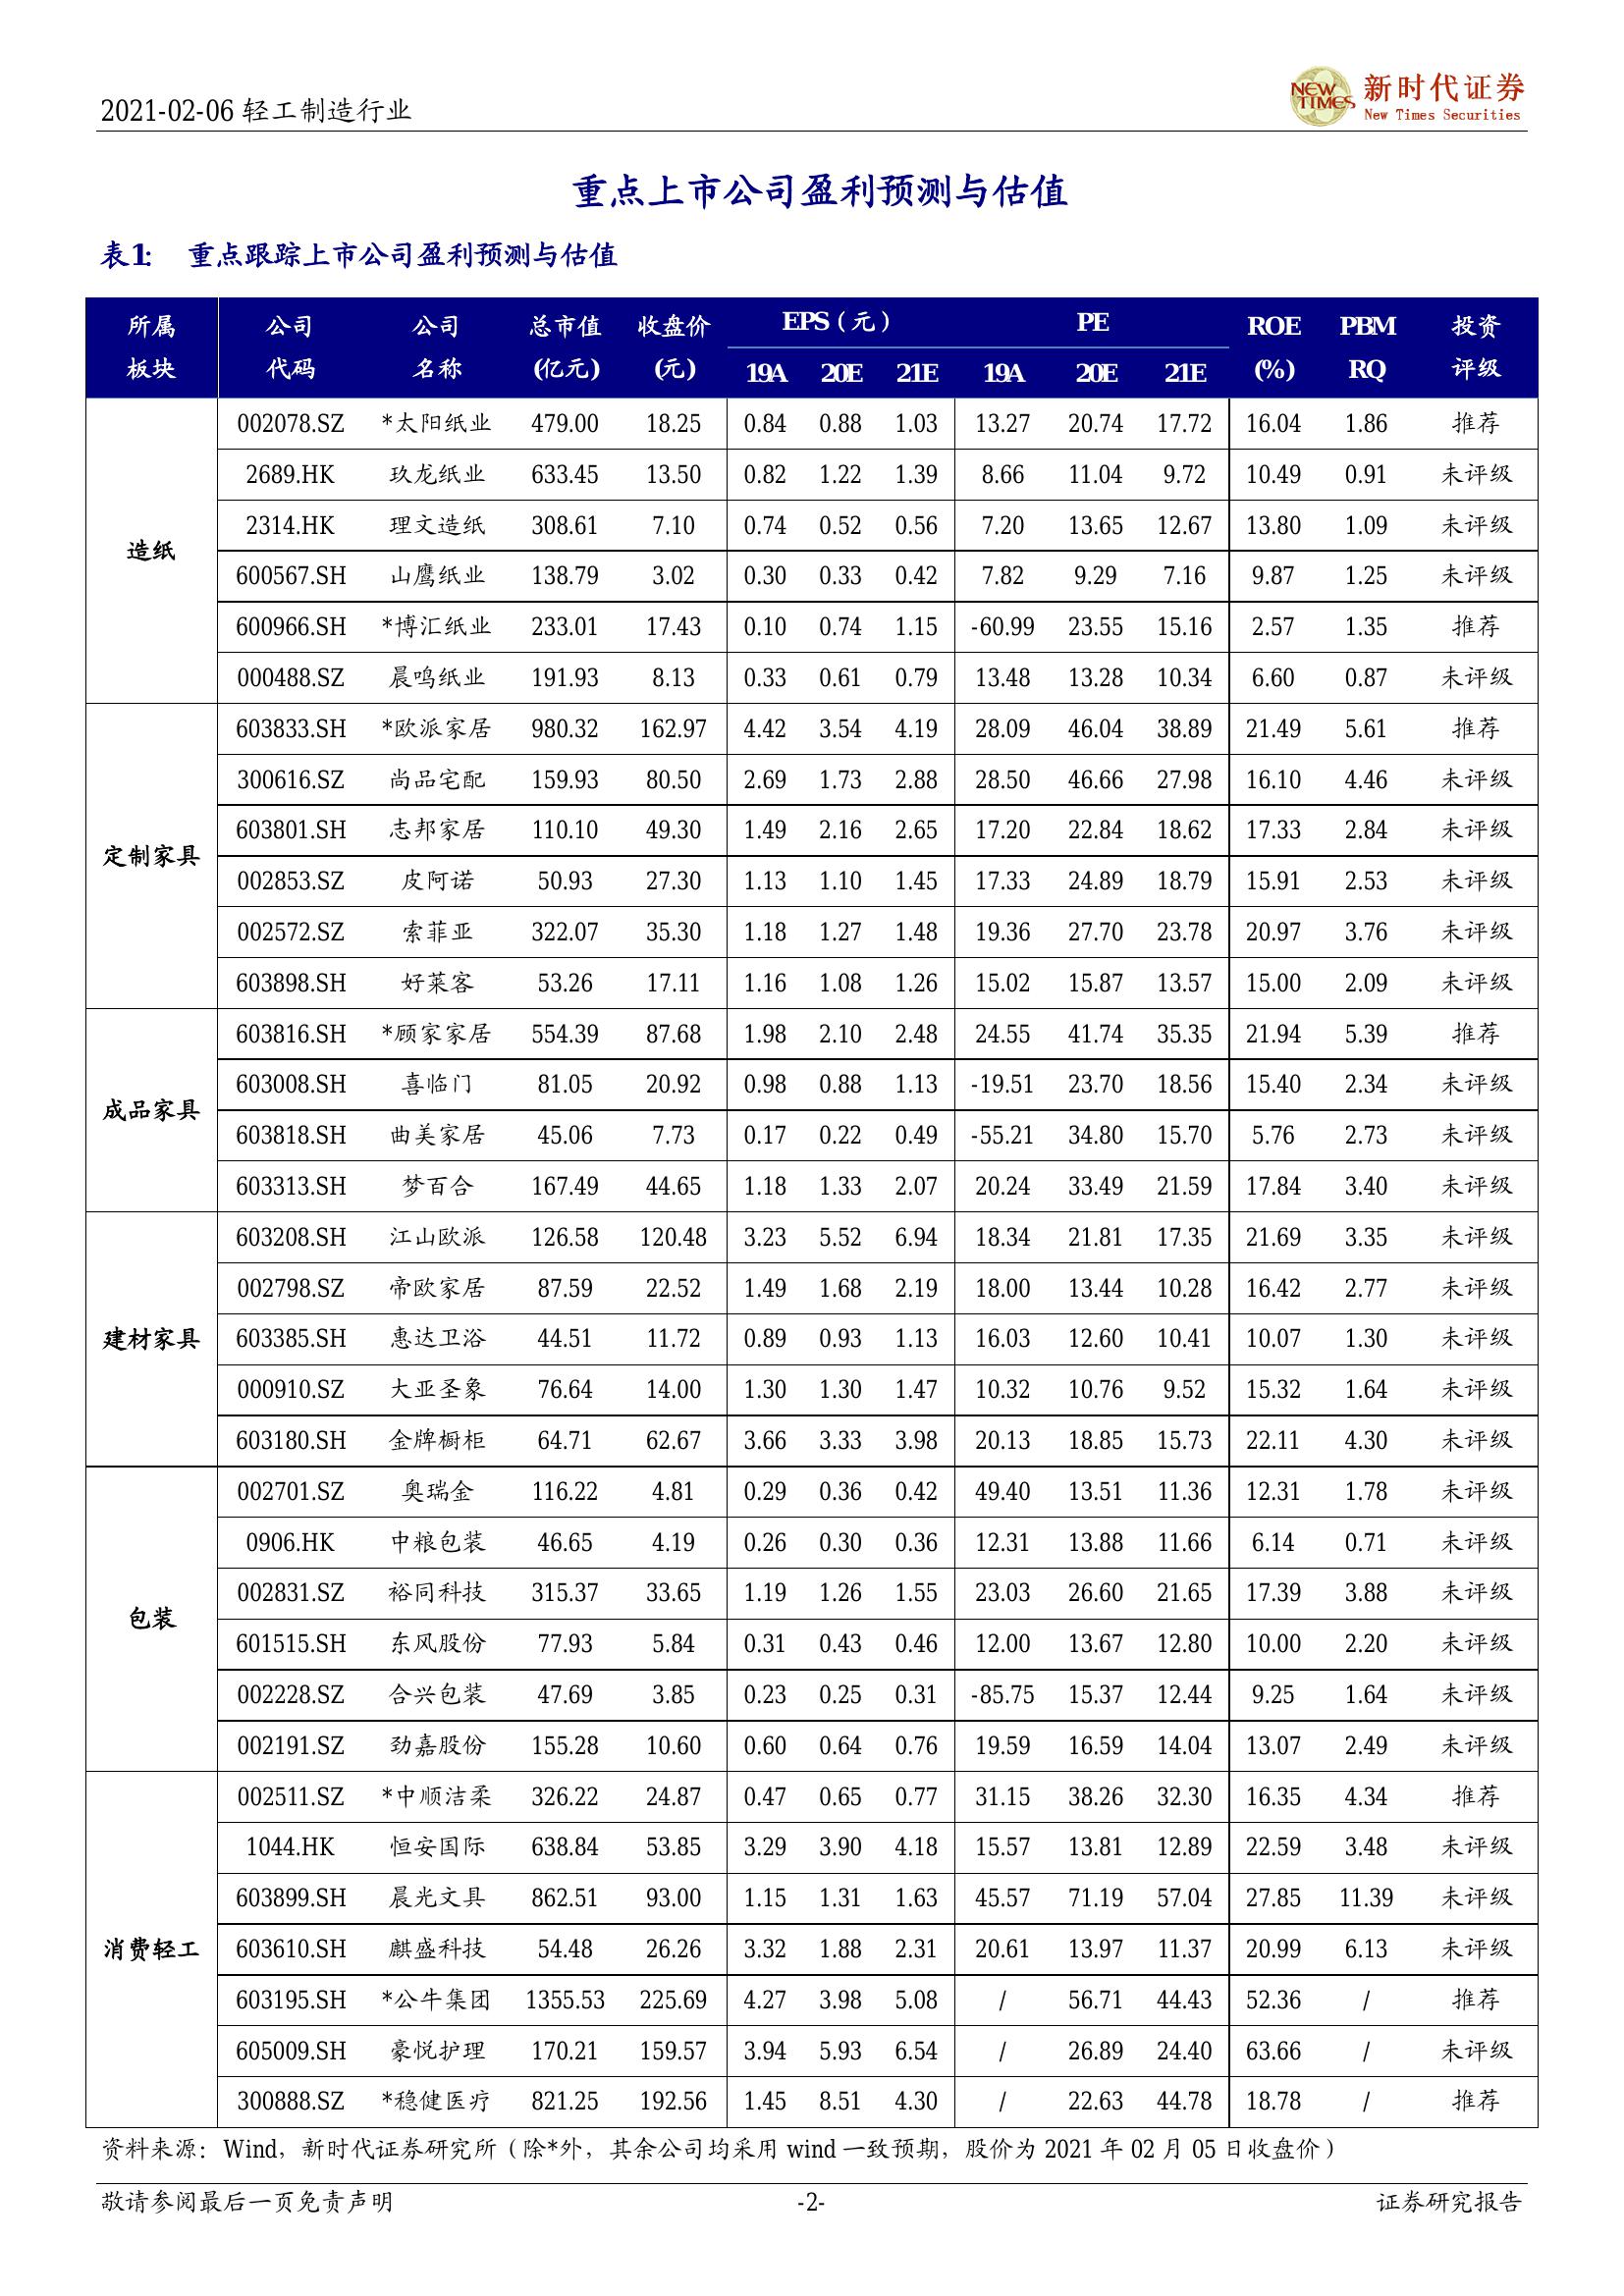 2021-02-06 轻工制造行业
NEW TIMES
新时代证券
New Times Securities
重点上市公司盈利预测与估值
表1: 重点跟踪上市公司盈利预测与估值
所属 公司 公司 总市值 收盘价 EPS（元） PE ROE PBM 投资
板块 代码 名称 (亿元) (元) 19A 20E 21E 19A 20E 21E (%) RQ 评级
造纸
002078.SZ *太阳纸业 479.00 18.25 0.84 0.88 1.03 13.27 20.74 17.72 16.04 1.86 推荐
2689.HK 玖龙纸业 633.45 13.50 0.82 1.22 1.39 8.66 11.04 9.72 10.49 0.91 未评级
2314.HK 理文造纸 308.61 7.10 0.74 0.52 0.56 7.20 13.65 12.67 13.80 1.09 未评级
600567.SH 山鹰纸业 138.79 3.02 0.30 0.33 0.42 7.82 9.29 7.16 9.87 1.25 未评级
600966.SH *博汇纸业 233.01 17.43 0.10 0.74 1.15 -60.99 23.55 15.16 2.57 1.35 推荐
000488.SZ 晨鸣纸业 191.93 8.13 0.33 0.61 0.79 13.48 13.28 10.34 6.60 0.87 未评级
定制家具
603833.SH *欧派家居 980.32 162.97 4.42 3.54 4.19 28.09 46.04 38.89 21.49 5.61 推荐
300616.SZ 尚品宅配 159.93 80.50 2.69 1.73 2.88 28.50 46.66 27.98 16.10 4.46 未评级
603801.SH 志邦家居 110.10 49.30 1.49 2.16 2.65 17.20 22.84 18.62 17.33 2.84 未评级
002853.SZ 皮阿诺 50.93 27.30 1.13 1.10 1.45 17.33 24.89 18.79 15.91 2.53 未评级
002572.SZ 索菲亚 322.07 35.30 1.18 1.27 1.48 19.36 27.70 23.78 20.97 3.76 未评级
603898.SH 好莱客 53.26 17.11 1.16 1.08 1.26 15.02 15.87 13.57 15.00 2.09 未评级
成品家具
603816.SH *顾家家居 554.39 87.68 1.98 2.10 2.48 24.55 41.74 35.35 21.94 5.39 推荐
603008.SH 喜临门 81.05 20.92 0.98 0.88 1.13 -19.51 23.70 18.56 15.40 2.34 未评级
603818.SH 曲美家居 45.06 7.73 0.17 0.22 0.49 -55.21 34.80 15.70 5.76 2.73 未评级
603313.SH 梦百合 167.49 44.65 1.18 1.33 2.07 20.24 33.49 21.59 17.84 3.40 未评级
建材家具
603208.SH 江山欧派 126.58 120.48 3.23 5.52 6.94 18.34 21.81 17.35 21.69 3.35 未评级
002798.SZ 帝欧家居 87.59 22.52 1.49 1.68 2.19 18.00 13.44 10.28 16.42 2.77 未评级
603385.SH 惠达卫浴 44.51 11.72 0.89 0.93 1.13 16.03 12.60 10.41 10.07 1.30 未评级
000910.SZ 大亚圣象 76.64 14.00 1.30 1.30 1.47 10.32 10.76 9.52 15.32 1.64 未评级
603180.SH 金牌橱柜 64.71 62.67 3.66 3.33 3.98 20.13 18.85 15.73 22.11 4.30 未评级
包装
002701.SZ 奥瑞金 116.22 4.81 0.29 0.36 0.42 49.40 13.51 11.36 12.31 1.78 未评级
0906.HK 中粮包装 46.65 4.19 0.26 0.30 0.36 12.31 13.88 11.66 6.14 0.71 未评级
002831.SZ 裕同科技 315.37 33.65 1.19 1.26 1.55 23.03 26.60 21.65 17.39 3.88 未评级
601515.SH 东风股份 77.93 5.84 0.31 0.43 0.46 12.00 13.67 12.80 10.00 2.20 未评级
002228.SZ 合兴包装 47.69 3.85 0.23 0.25 0.31 -85.75 15.37 12.44 9.25 1.64 未评级
002191.SZ 劲嘉股份 155.28 10.60 0.60 0.64 0.76 19.59 16.59 14.04 13.07 2.49 未评级
消费轻工
002511.SZ *中顺洁柔 326.22 24.87 0.47 0.65 0.77 31.15 38.26 32.30 16.35 4.34 推荐
1044.HK 恒安国际 638.84 53.85 3.29 3.90 4.18 15.57 13.81 12.89 22.59 3.48 未评级
603899.SH 晨光文具 862.51 93.00 1.15 1.31 1.63 45.57 71.19 57.04 27.85 11.39 未评级
603610.SH 麒盛科技 54.48 26.26 3.32 1.88 2.31 20.61 13.97 11.37 20.99 6.13 未评级
603195.SH *公牛集团 1355.53 225.69 4.27 3.98 5.08 / 56.71 44.43 52.36 / 推荐
605009.SH 豪悦护理 170.21 159.57 3.94 5.93 6.54 / 26.89 24.40 63.66 / 未评级
300888.SZ *稳健医疗 821.25 192.56 1.45 8.51 4.30 / 22.63 44.78 18.78 / 推荐
资料来源：Wind，新时代证券研究所（除*外，其余公司均采用 wind 一致预期，股价为 2021 年 02 月 05 日收盘价）
敬请参阅最后一页免责声明 -2- 证券研究报告